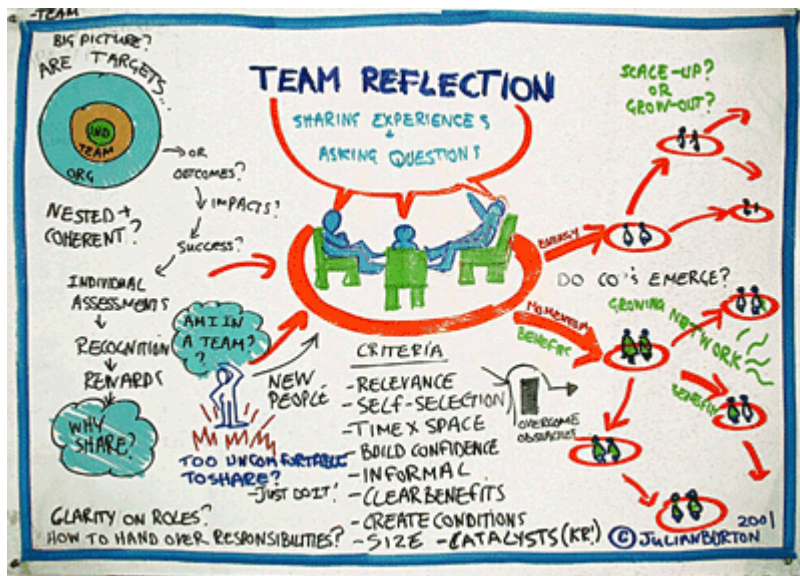 -TEAM
BIG PICTURE?
ARE TARGETS...
IND
TEAM
ORG
→OR
OUTCOMES?
IMPACTS?
SUCCESS?
NESTED +
COHERENT?
INDIVIDUAL
ASSESSMENTS
RECOGNITION
REWARDS
WHY
SHARE?
TEAM REFLECTION
SHARING EXPERIENCES
+
ASKING QUESTIONS
AM I IN
A TEAM?
?
NEW
PEOPLE
TOO UNCOMFORTABLE
TO SHARE?
-JUST DO IT!
CLARITY ON ROLES?
HOW TO HAND OVER RESPONSIBILITIES?
CRITERIA
-RELEVANCE
-SELF-SELECTION
-TIME X SPACE
-BUILD CONFIDENCE
-INFORMAL
-CLEAR BENEFITS
-CREATE CONDITIONS
-SIZE -CATALYSTS (KP?)
OVERCOME
OBSTACLES
SCALE-UP?
OR
GROW-OUT?
ENERGY
DO CO'S EMERGE?
MOMENTUM
BENEFITS
GROWING NETWORK
BENEFITS
© JULIAN BURTON
2001